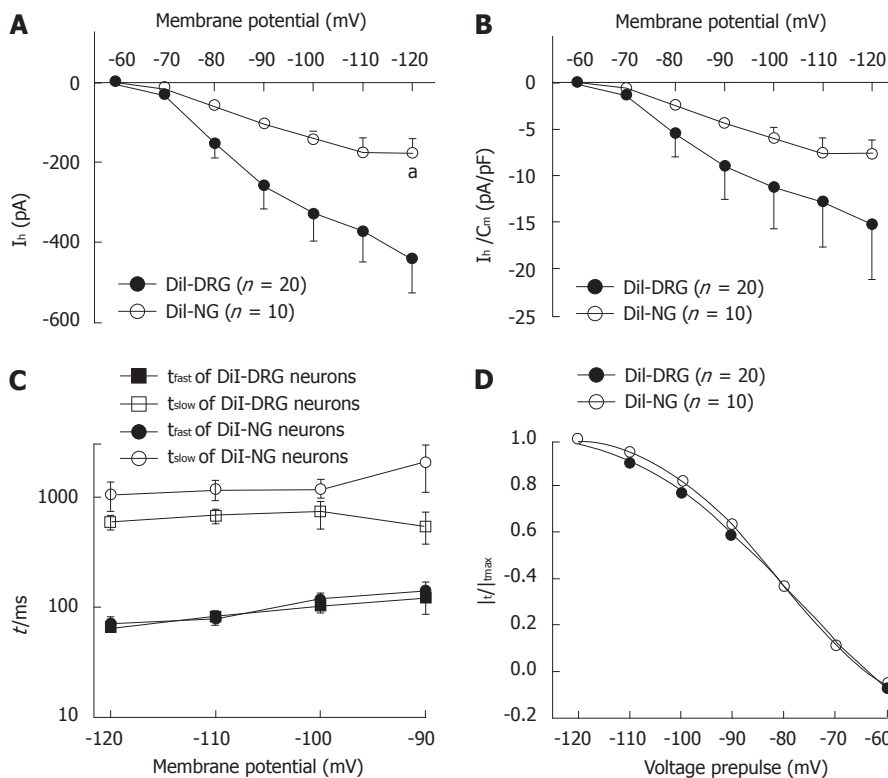 A
Membrane potential (mV)
-60 -70 -80 -90 -100 -110 -120
0
-200
-400
-600
Ih (pA)
a
DiI-DRG (n = 20)
DiI-NG (n = 10)
B
Membrane potential (mV)
-60 -70 -80 -90 -100 -110 -120
0
-5
-10
-15
-20
-25
Ih /Cm (pA/pF)
DiI-DRG (n = 20)
DiI-NG (n = 10)
C
tfast of DiI-DRG neurons
tslow of DiI-DRG neurons
tfast of DiI-NG neurons
tslow of DiI-NG neurons
1000
100
10
t/ms
-120 -110 -100 -90
Membrane potential (mV)
D
DiI-DRG (n = 20)
DiI-NG (n = 10)
1.0
0.8
0.6
-0.4
0.2
0.0
-0.2
|t/|tmax
-120 -110 -100 -90 -80 -70 -60
Voltage prepulse (mV)